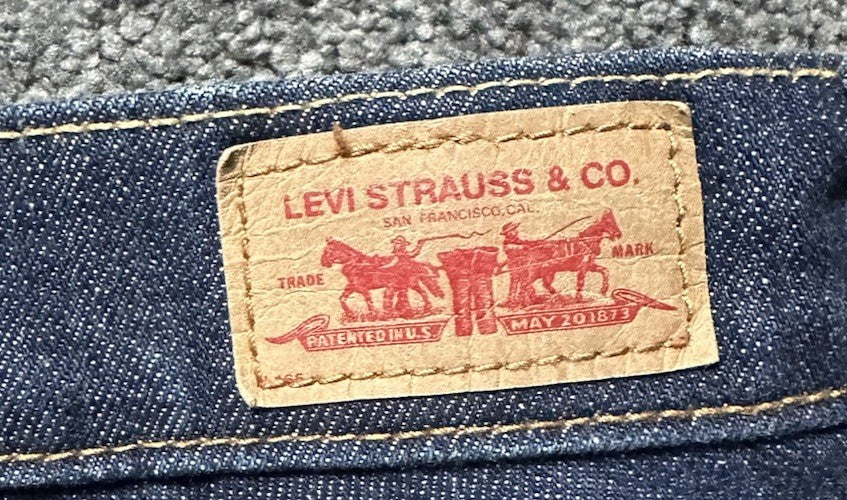 LEVI STRAUSS & CO.
SAN FRANCISCO, CAL.
TRADE MARK
PATENTED IN U.S. MAY 20 1873